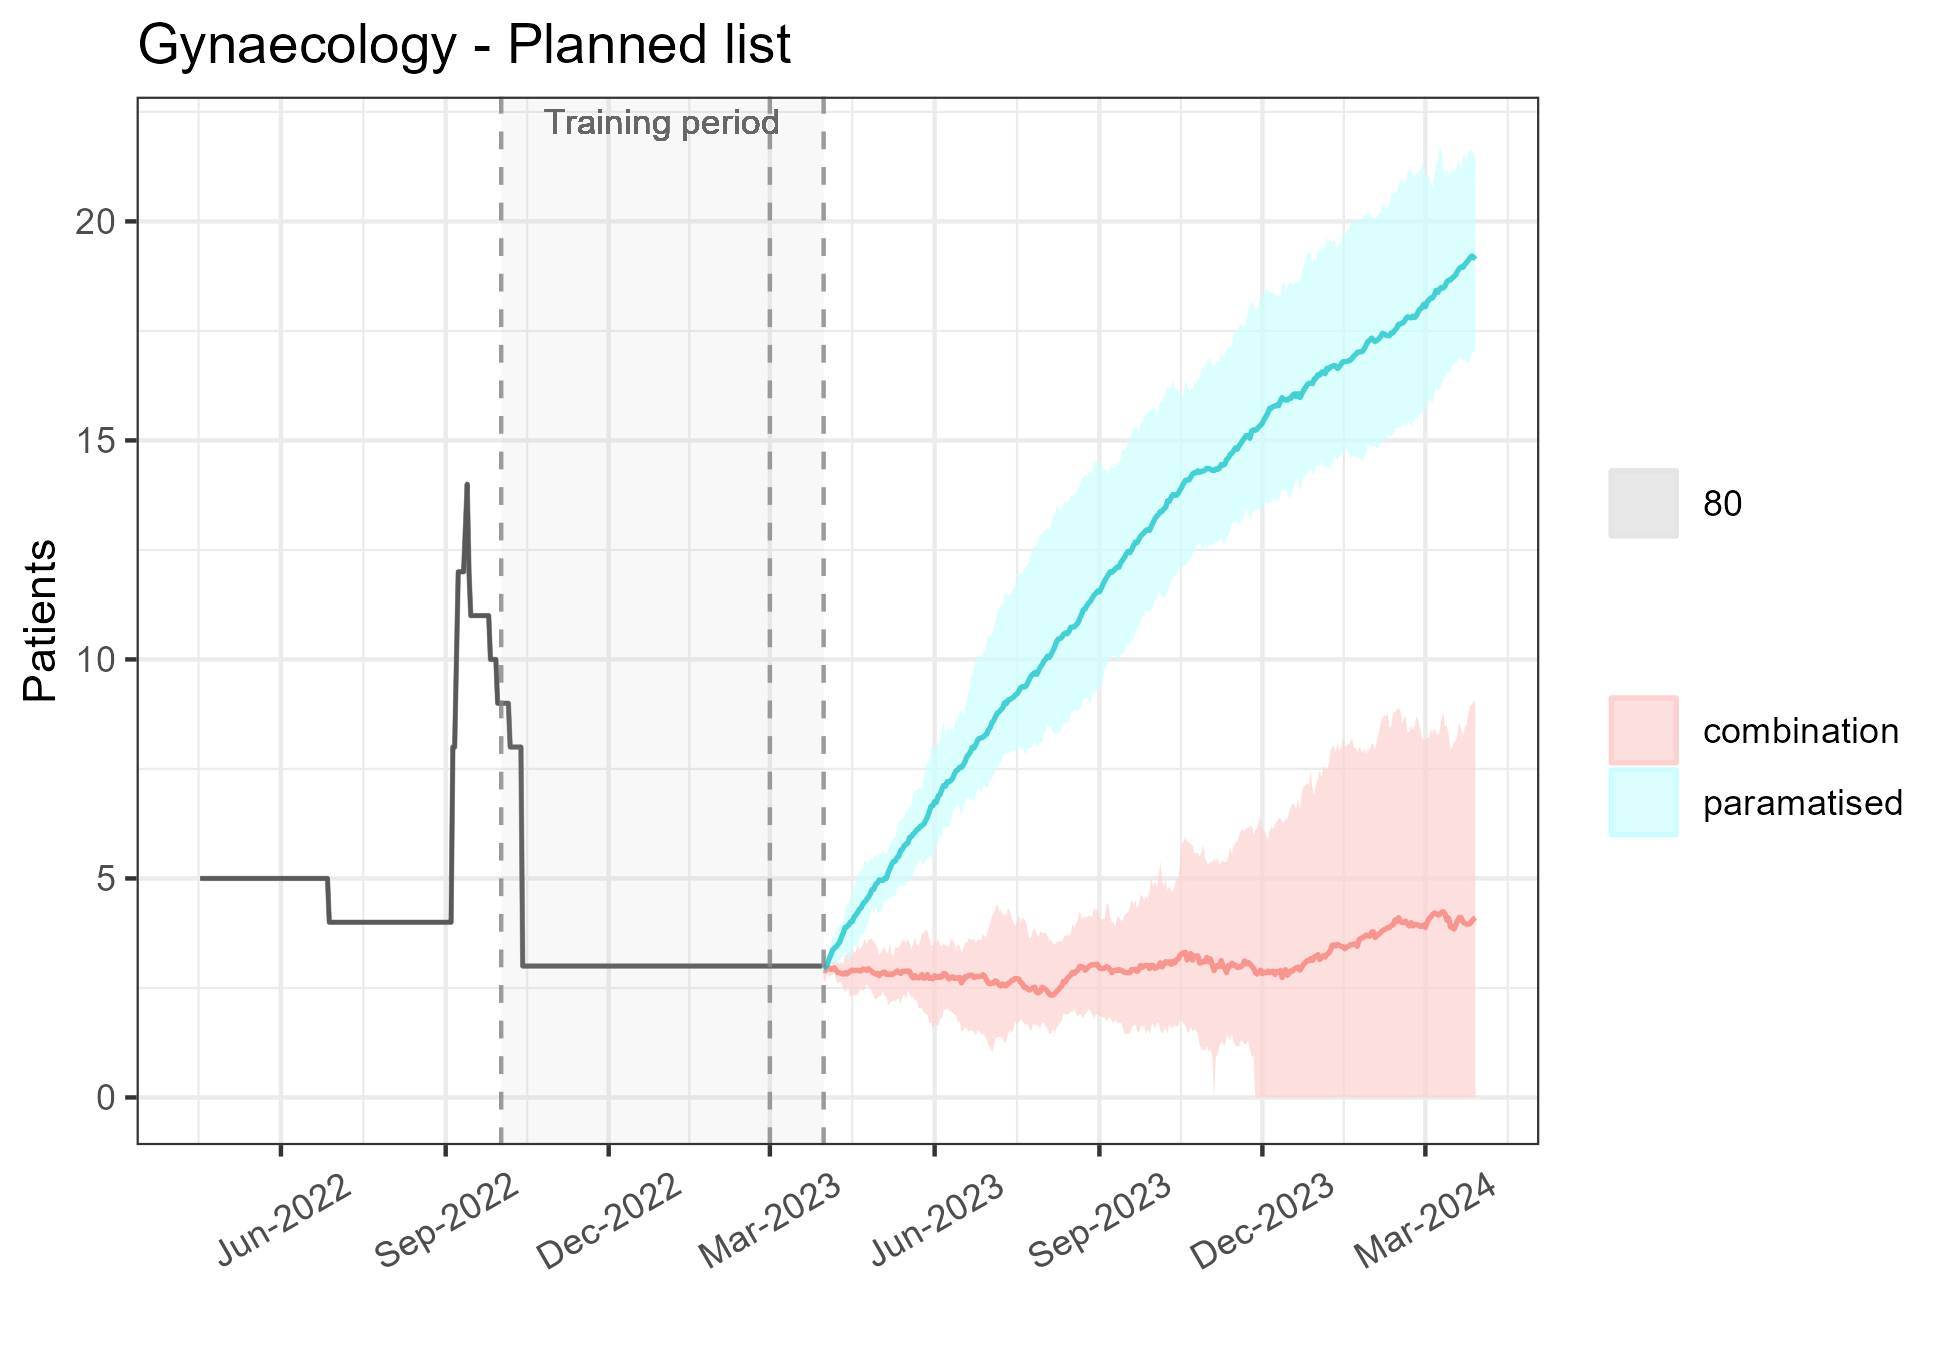 Gynaecology - Planned list
Training period
Patients
20
15
10
5
0
Jun-2022
Sep-2022
Dec-2022
Mar-2023
Jun-2023
Sep-2023
Dec-2023
Mar-2024
80
combination
paramatised